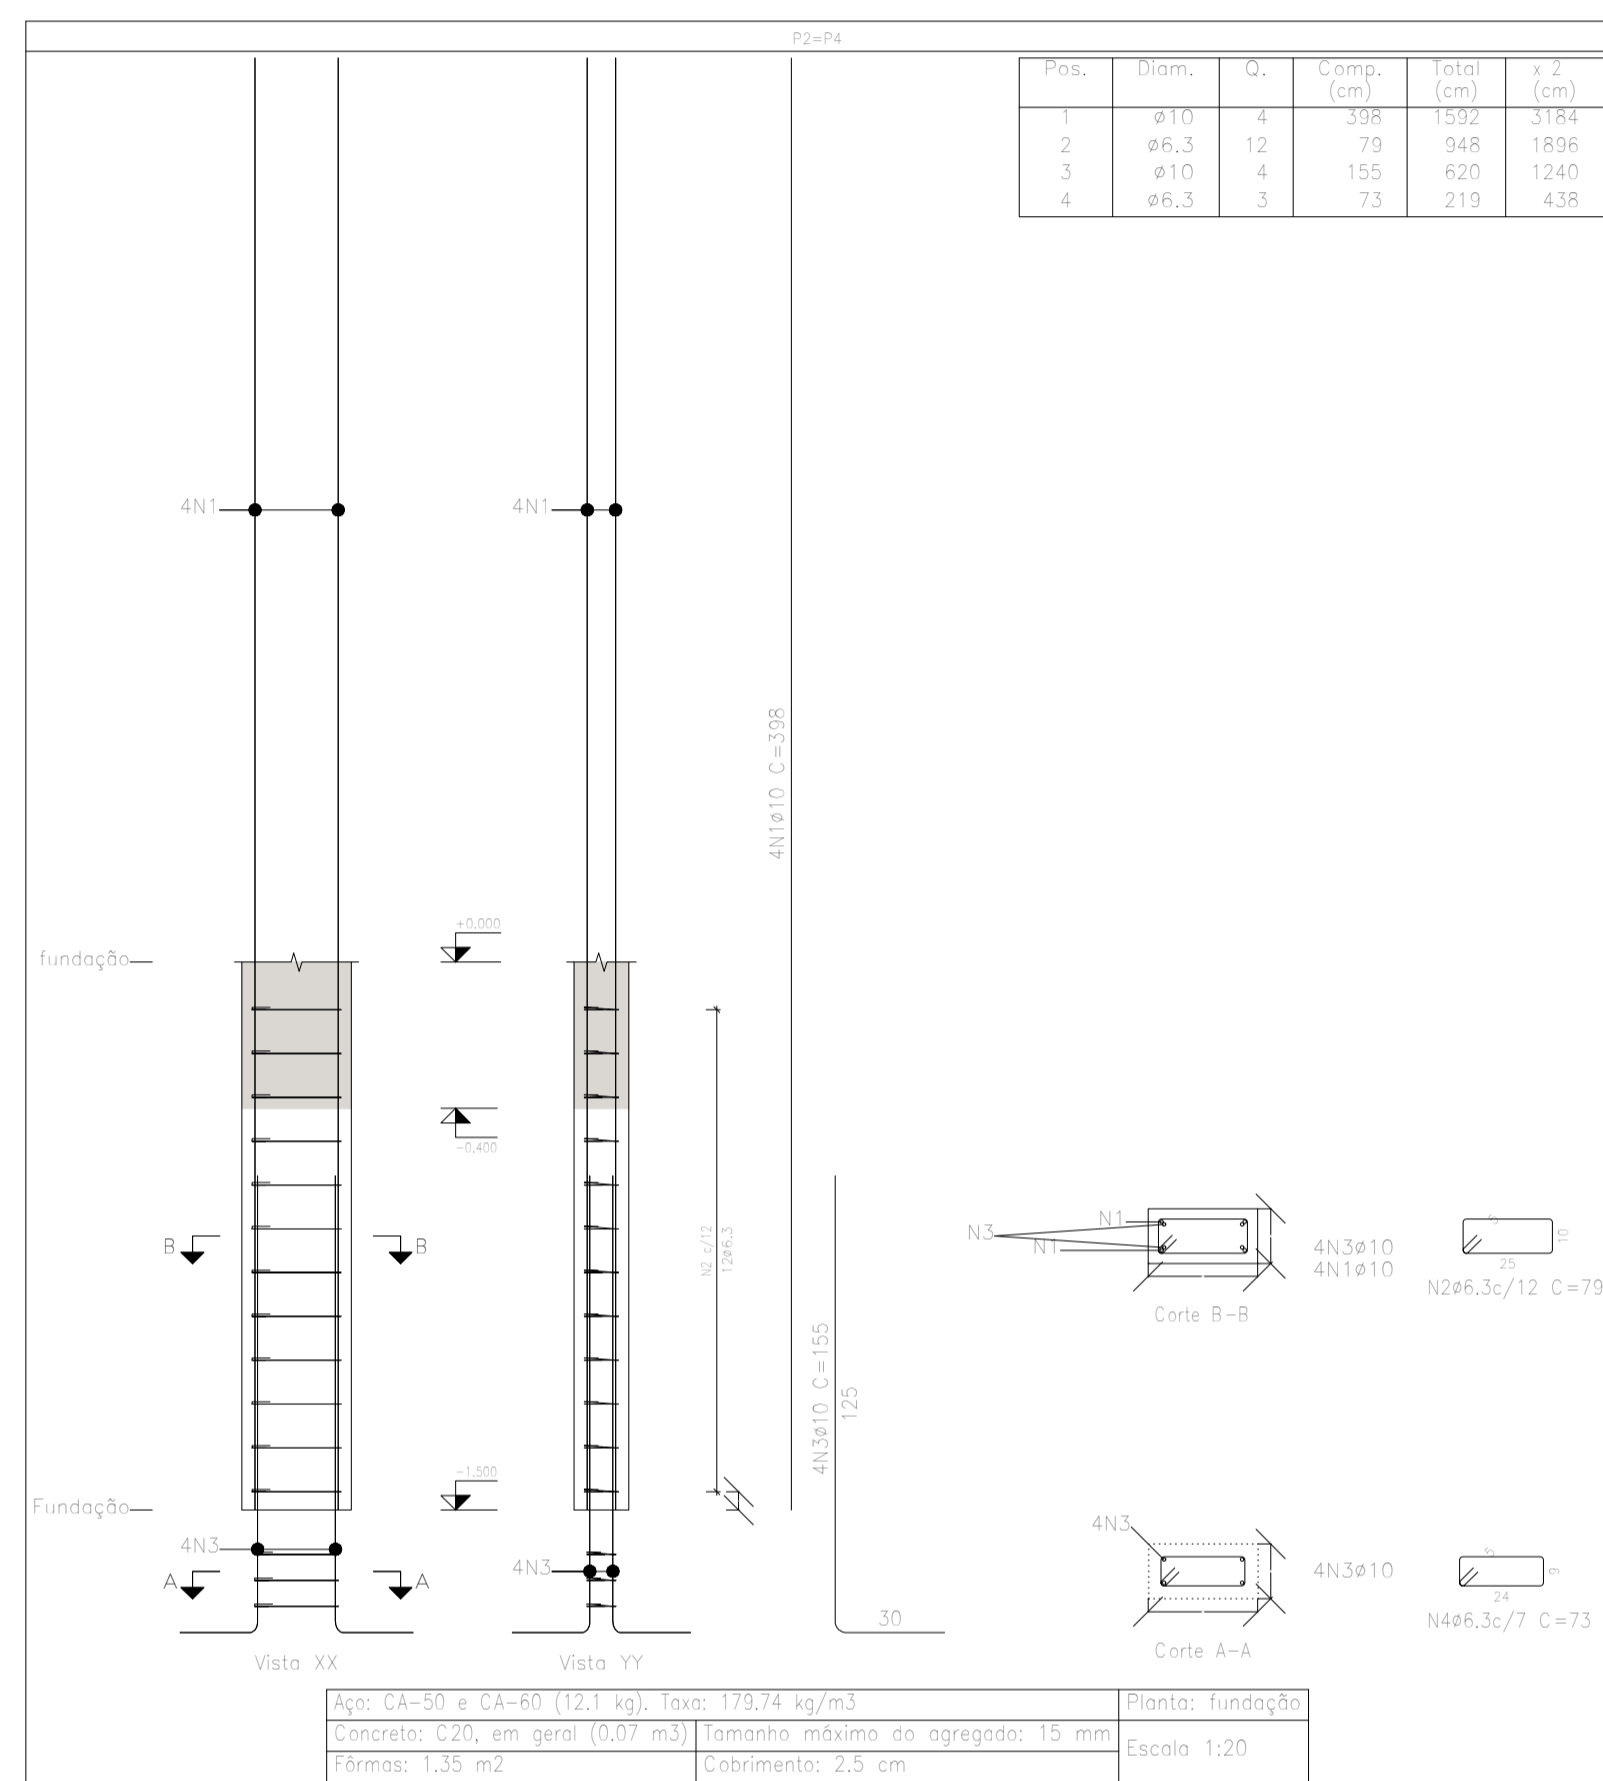 P2=P4
Pos. Diam. Q. Comp. (cm) Total (cm) x 2 (cm)
1 ø10 4 398 1592 3184
2 ø6.3 12 79 948 1896
3 ø10 4 155 620 1240
4 ø6.3 3 73 219 438
4N1
4N1
4N1ø10 C=398
+0.000
fundação
-0.400
B B
N2 c/12
12ø6.3
4N3ø10 C=155
125
N1
N3
N1
4N3ø10
4N1ø10
Corte B-B
5
10
25
N2ø6.3c/12 C=79
-1.500
Fundação
4N3
4N3
A A
30
4N3
4N3ø10
Corte A-A
5
9
24
N4ø6.3c/7 C=73
Vista XX
Vista YY
Aço: CA-50 e CA-60 (12.1 kg). Taxa: 179.74 kg/m3
Planta: fundação
Concreto: C20, em geral (0.07 m3)
Tamanho máximo do agregado: 15 mm
Escala 1:20
Fôrmas: 1.35 m2
Cobrimento: 2.5 cm